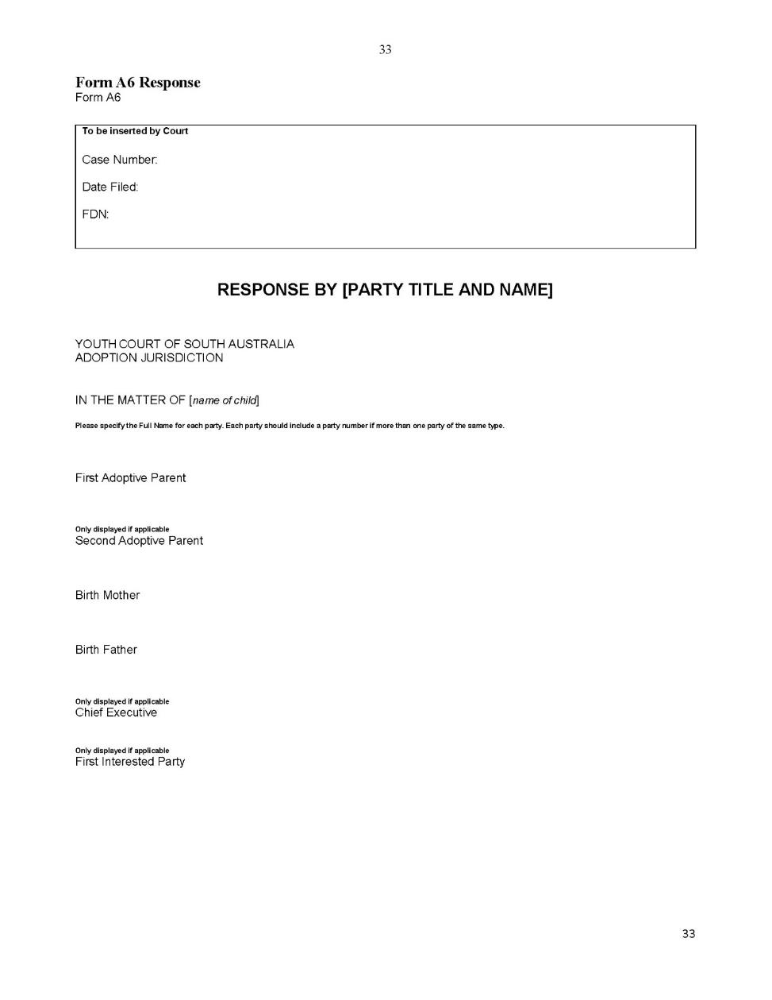 33
Form A6 Response
Form A6
To be inserted by Court
Case Number:
Date Filed:
FDN:
RESPONSE BY [PARTY TITLE AND NAME]
YOUTH COURT OF SOUTH AUSTRALIA
ADOPTION JURISDICTION
IN THE MATTER OF [name of child]
Please specify the Full Name for each party. Each party should include a party number if more than one party of the same type.
First Adoptive Parent
Only displayed if applicable
Second Adoptive Parent
Birth Mother
Birth Father
Only displayed if applicable
Chief Executive
Only displayed if applicable
First Interested Party
33